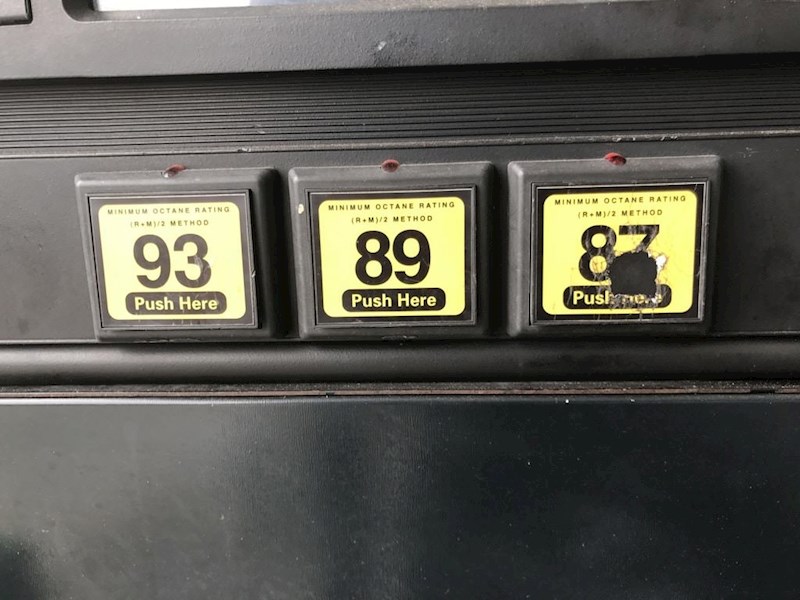 MINIMUM OCTANE RATING
(R+M)/2 METHOD
93
Push Here
MINIMUM OCTANE RATING
(R+M)/2 METHOD
89
Push Here
MINIMUM OCTANE RATING
(R+M)/2 METHOD
87
Push Here